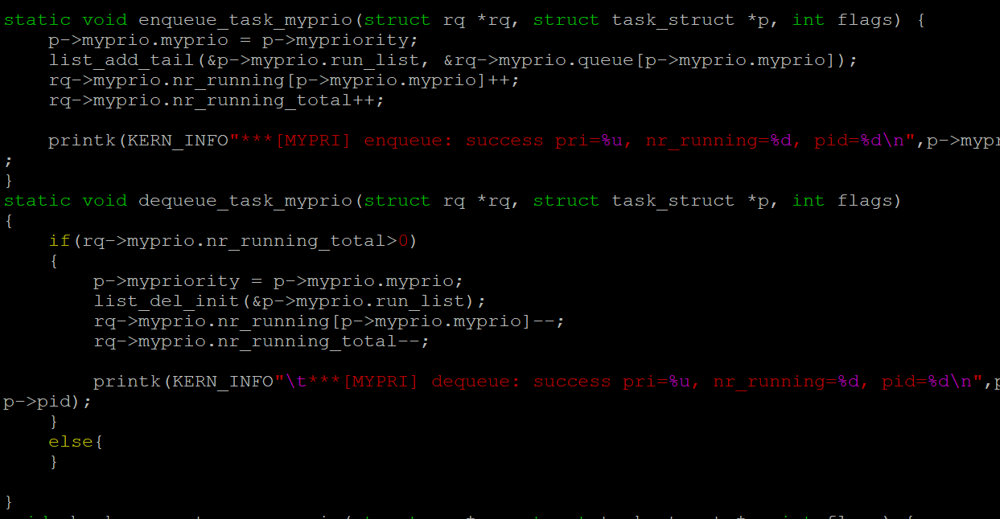 static void enqueue_task_myprio(struct rq *rq, struct task_struct *p, int flags) {
    p->myprio.myprio = p->mypriority;
    list_add_tail(&p->myprio.run_list, &rq->myprio.queue[p->myprio.myprio]);
    rq->myprio.nr_running[p->myprio.myprio]++;
    rq->myprio.nr_running_total++;

    printk(KERN_INFO"***[MYPRI] enqueue: success pri=%u, nr_running=%d, pid=%d\n",p->mypr
;
}
static void dequeue_task_myprio(struct rq *rq, struct task_struct *p, int flags)
{
    if(rq->myprio.nr_running_total>0)
    {
        p->mypriority = p->myprio.myprio;
        list_del_init(&p->myprio.run_list);
        rq->myprio.nr_running[p->myprio.myprio]--;
        rq->myprio.nr_running_total--;

        printk(KERN_INFO"\t***[MYPRI] dequeue: success pri=%u, nr_running=%d, pid=%d\n",p
p->pid);
    }
    else{
    }

}